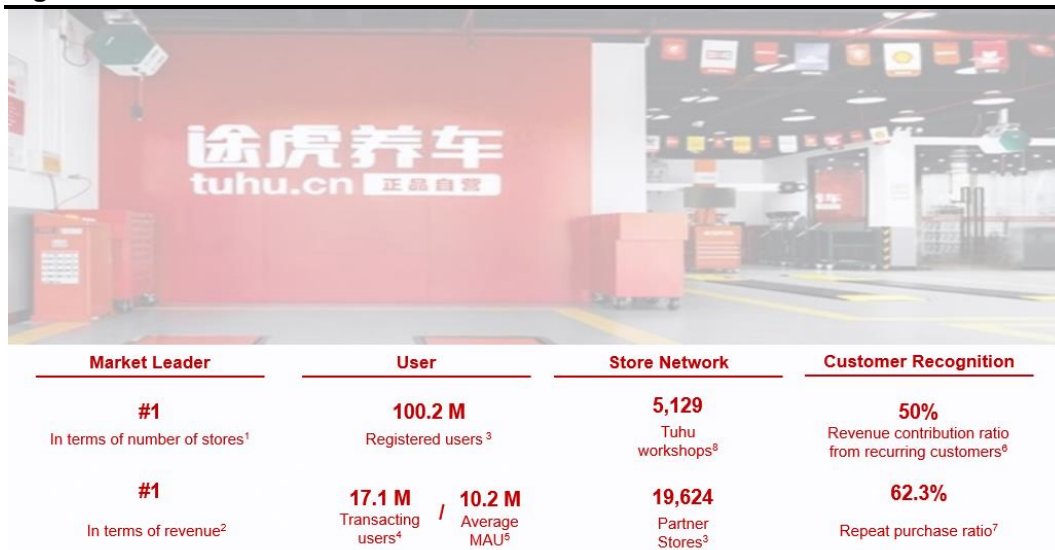 途虎养车
tuhu.cn 正品自营
Market Leader
User
Store Network
Customer Recognition
#1
In terms of number of stores1
100.2 M
Registered users 3
5,129
Tuhu
workshops8
50%
Revenue contribution ratio
from recurring customers6
#1
In terms of revenue2
17.1 M
Transacting
users4
/
10.2 M
Average
MAU5
19,624
Partner
Stores3
62.3%
Repeat purchase ratio7